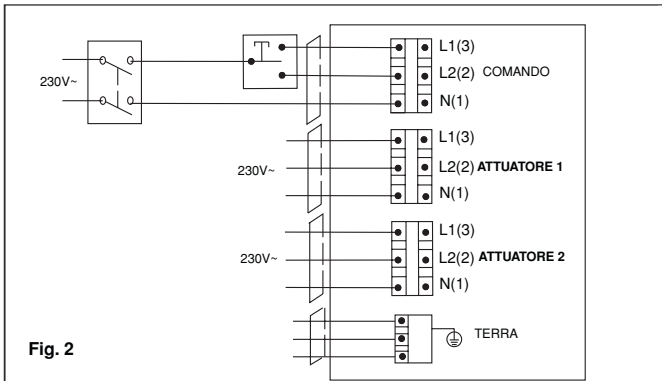 230V~
L1(3)
L2(2) COMANDO
N(1)
230V~
L1(3)
L2(2) ATTUATORE 1
N(1)
230V~
L1(3)
L2(2) ATTUATORE 2
N(1)
TERRA
Fig. 2